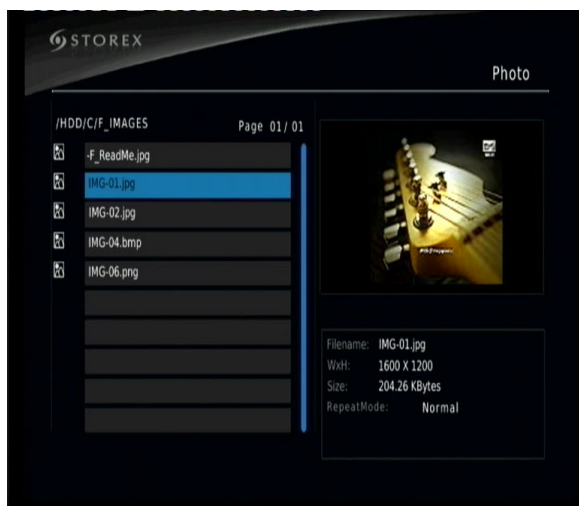 STOREX
Photo
/HDD/C/F_IMAGES
Page 01/01
-F_ReadMe.jpg
IMG-01.jpg
IMG-02.jpg
IMG-04.bmp
IMG-06.png
Filename: IMG-01.jpg
WxH: 1600 X 1200
Size: 204.26 KBytes
RepeatMode: Normal